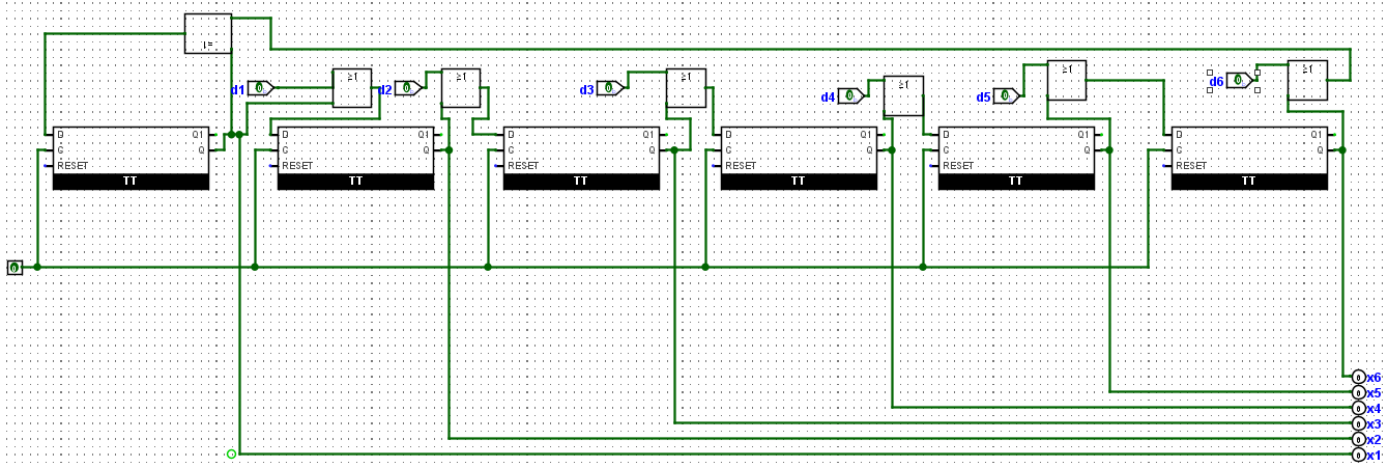 !=
≥1 ≥1 ≥1 ≥1 ≥1 ≥1
d1 0 d2 0 d3 0 d4 0 d5 0 d6 0
D Q1 D Q1 D Q1 D Q1 D Q1 D Q1
C Q C Q C Q C Q C Q C Q
RESET RESET RESET RESET RESET RESET
TT TT TT TT TT TT
0
0 x6
0 x5
0 x4
0 x3
0 x2
0 x1